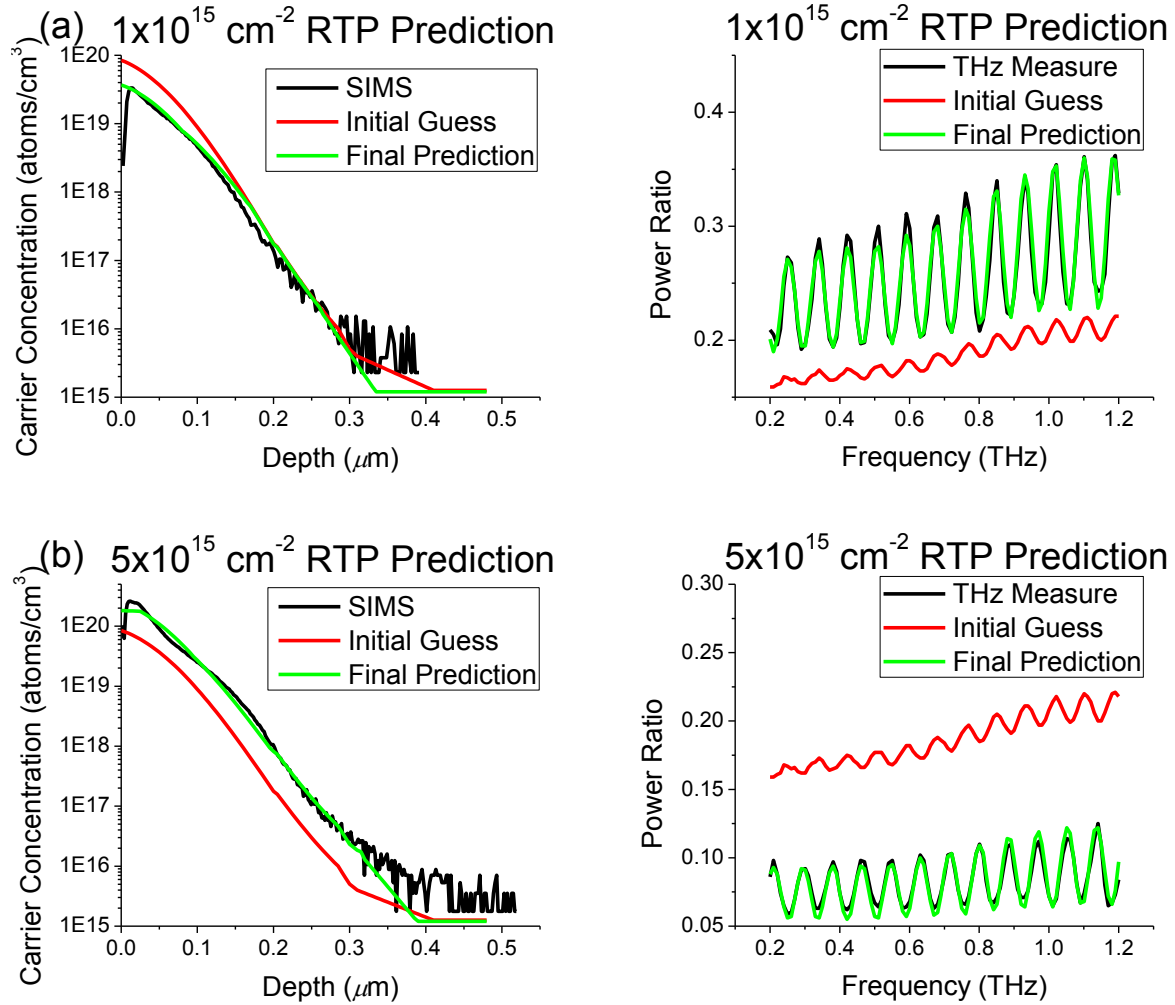 (a)
1x10¹⁵ cm⁻² RTP Prediction
Carrier Concentration (atoms/cm³)
1E20
1E19
1E18
1E17
1E16
1E15
SIMS
Initial Guess
Final Prediction
0.0 0.1 0.2 0.3 0.4 0.5
Depth (μm)
1x10¹⁵ cm⁻² RTP Prediction
Power Ratio
0.4
0.3
0.2
THz Measure
Initial Guess
Final Prediction
0.2 0.4 0.6 0.8 1.0 1.2
Frequency (THz)
(b)
5x10¹⁵ cm⁻² RTP Prediction
Carrier Concentration (atoms/cm³)
1E20
1E19
1E18
1E17
1E16
1E15
SIMS
Initial Guess
Final Prediction
0.0 0.1 0.2 0.3 0.4 0.5
Depth (μm)
5x10¹⁵ cm⁻² RTP Prediction
Power Ratio
0.30
0.25
0.20
0.15
0.10
0.05
THz Measure
Initial Guess
Final Prediction
0.2 0.4 0.6 0.8 1.0 1.2
Frequency (THz)